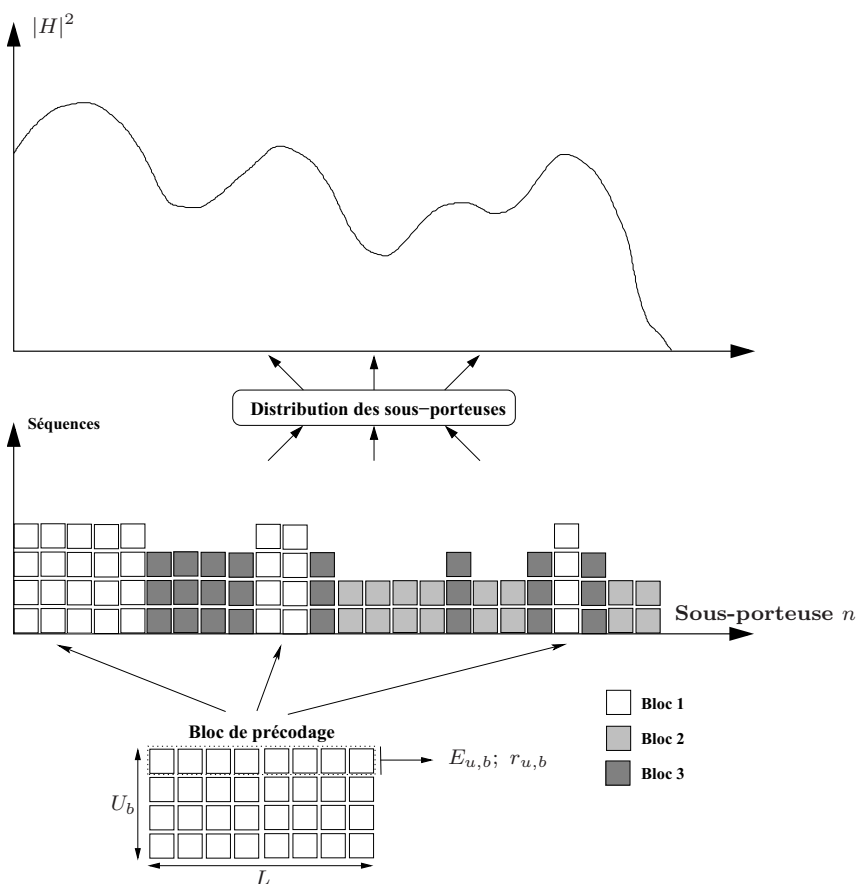 |H|²
Distribution des sous−porteuses
Séquences
Sous-porteuse n
Bloc 1
Bloc 2
Bloc 3
Bloc de précodage
E_{u,b}; r_{u,b}
U_b
L